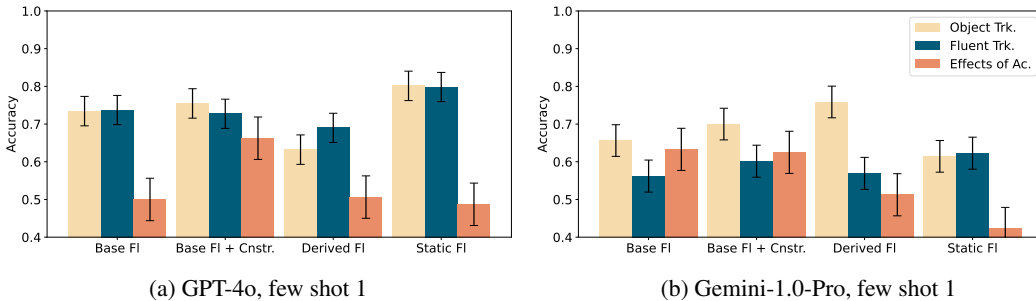 1.0
0.9
0.8
0.7
0.6
0.5
0.4
Accuracy
Base Fl
Base Fl + Cnstr.
Derived Fl
Static Fl
(a) GPT-4o, few shot 1
1.0
0.9
0.8
0.7
0.6
0.5
0.4
Accuracy
Object Trk.
Fluent Trk.
Effects of Ac.
Base Fl
Base Fl + Cnstr.
Derived Fl
Static Fl
(b) Gemini-1.0-Pro, few shot 1